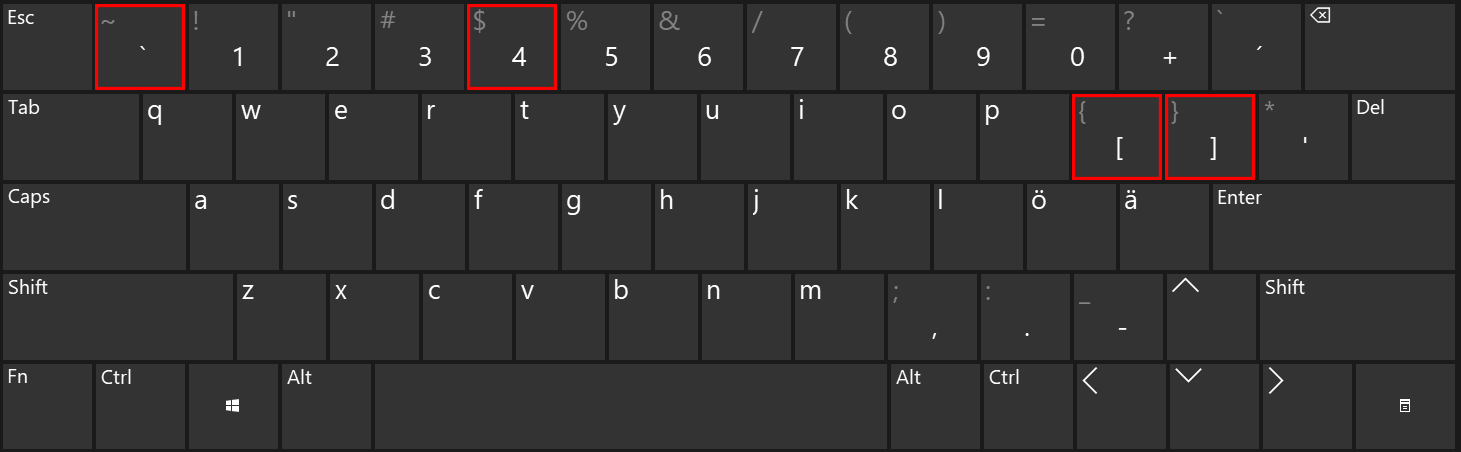 Esc ~ ! " # $ % & / ( ) = ? `
` 1 2 3 4 5 6 7 8 9 0 + ´
Tab q w e r t y u i o p { } * Del
[ ] '
Caps a s d f g h j k l ö ä Enter
Shift z x c v b n m ; : _ Shift
, . -
Fn Ctrl Alt Alt Ctrl